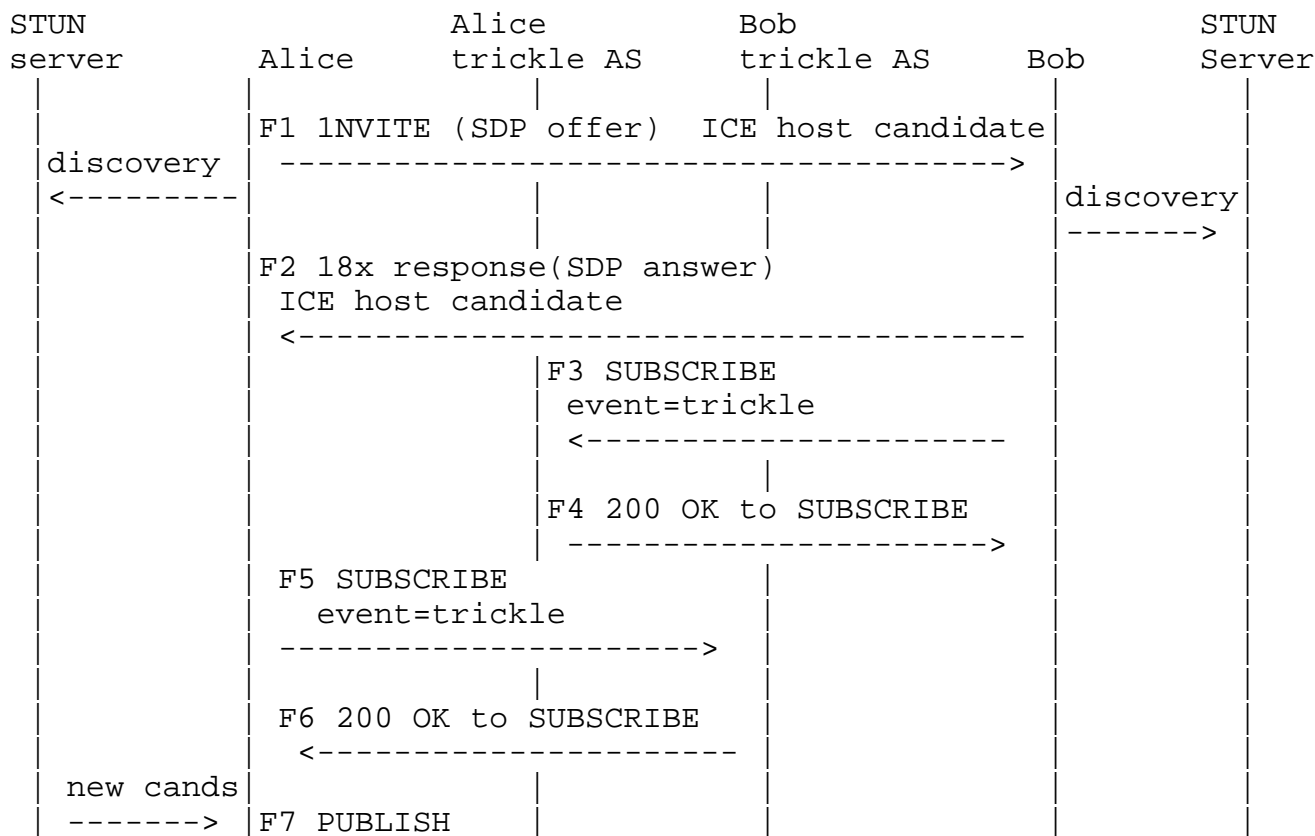 STUN Alice Bob STUN
server Alice trickle AS trickle AS Bob Server
F1 1NVITE (SDP offer) ICE host candidate
discovery ------------------------------------->
<--------- discovery
------->
F2 18x response(SDP answer)
ICE host candidate
<-------------------------------------
F3 SUBSCRIBE
event=trickle
<----------------------
F4 200 OK to SUBSCRIBE
---------------------->
F5 SUBSCRIBE
event=trickle
---------------------->
F6 200 OK to SUBSCRIBE
<----------------------
new cands
-------> F7 PUBLISH